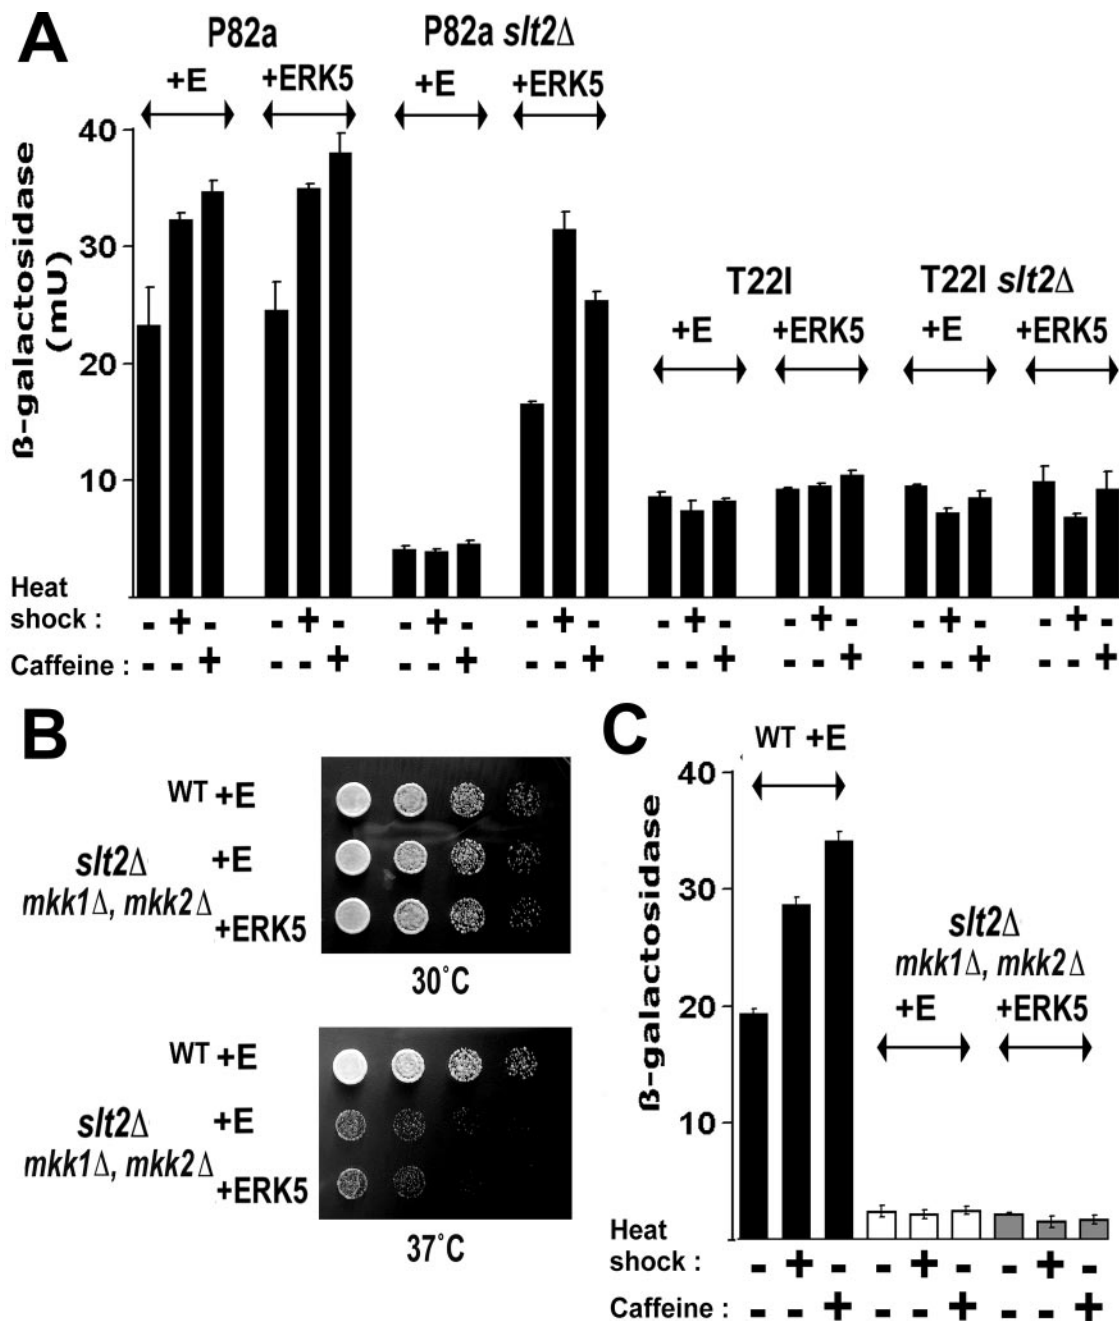 A
P82a
P82a slt2Δ
+E
+ERK5
+E
+ERK5
T22I
T22I slt2Δ
+E
+ERK5
+E
+ERK5
ß-galactosidase
(mU)
40
30
20
10
Heat
shock : - + - - + - - + - - + - - + - - + - - + - - + -
Caffeine : - - + - - + - - + - - + - - + - - + - - + - - +
B
WT +E
slt2Δ
mkk1Δ, mkk2Δ
+E
+ERK5
30˚C
WT +E
slt2Δ
mkk1Δ, mkk2Δ
+E
+ERK5
37˚C
C
WT +E
ß-galactosidase
40
30
20
10
slt2Δ
mkk1Δ, mkk2Δ
+E
+ERK5
Heat
shock : - + - - + - - + -
Caffeine : - - + - - + - - +